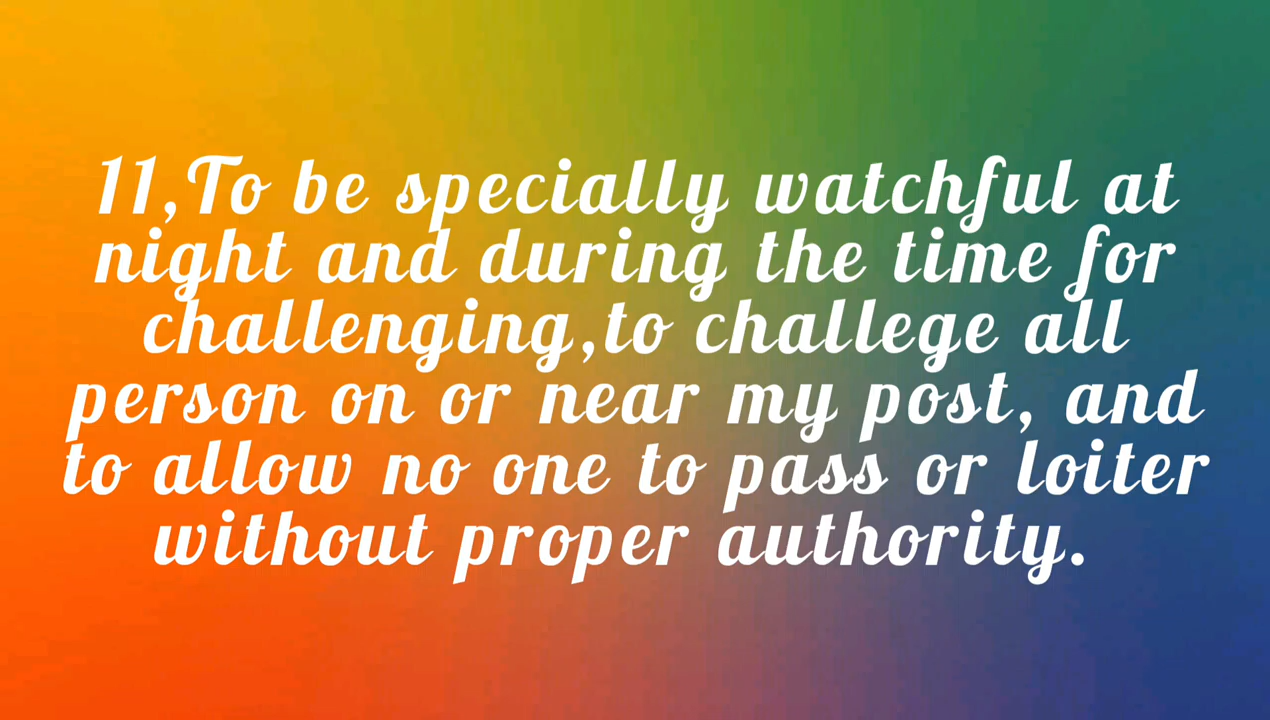 11,To be specially watchful at
night and during the time for
challenging,to challege all
person on or near my post, and
to allow no one to pass or loiter
without proper authority.